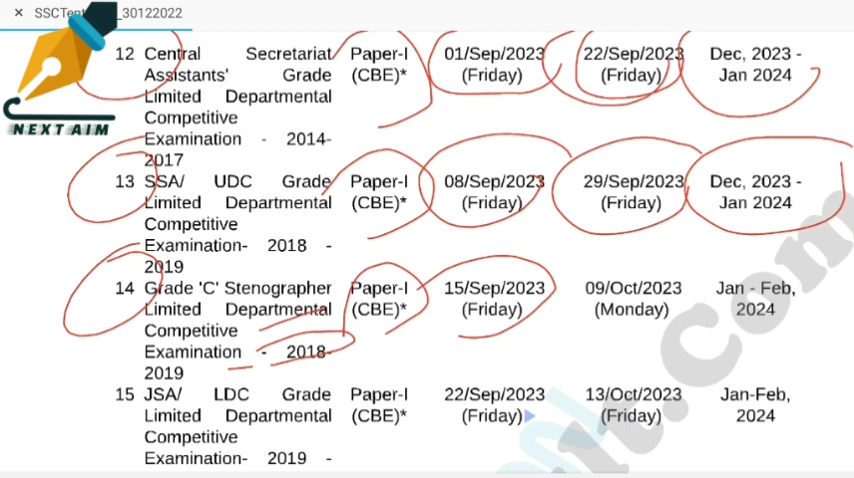 × SSCTent 30122022
12 Central Secretariat Paper-I 01/Sep/2023 22/Sep/2023 Dec, 2023 -
Assistants' Grade (CBE)* (Friday) (Friday) Jan 2024
Limited Departmental
Competitive
Examination - 2014-
2017
13 SSA/ UDC Grade Paper-I 08/Sep/2023 29/Sep/2023 Dec, 2023 -
Limited Departmental (CBE)* (Friday) (Friday) Jan 2024
Competitive
Examination- 2018 -
2019
14 Grade 'C' Stenographer Paper-I 15/Sep/2023 09/Oct/2023 Jan - Feb,
Limited Departmental (CBE)* (Friday) (Monday) 2024
Competitive
Examination - 2018-
2019
15 JSA/ LDC Grade Paper-I 22/Sep/2023 13/Oct/2023 Jan-Feb,
Limited Departmental (CBE)* (Friday) (Friday) 2024
Competitive
Examination- 2019 -
NEXT AIM
.Com